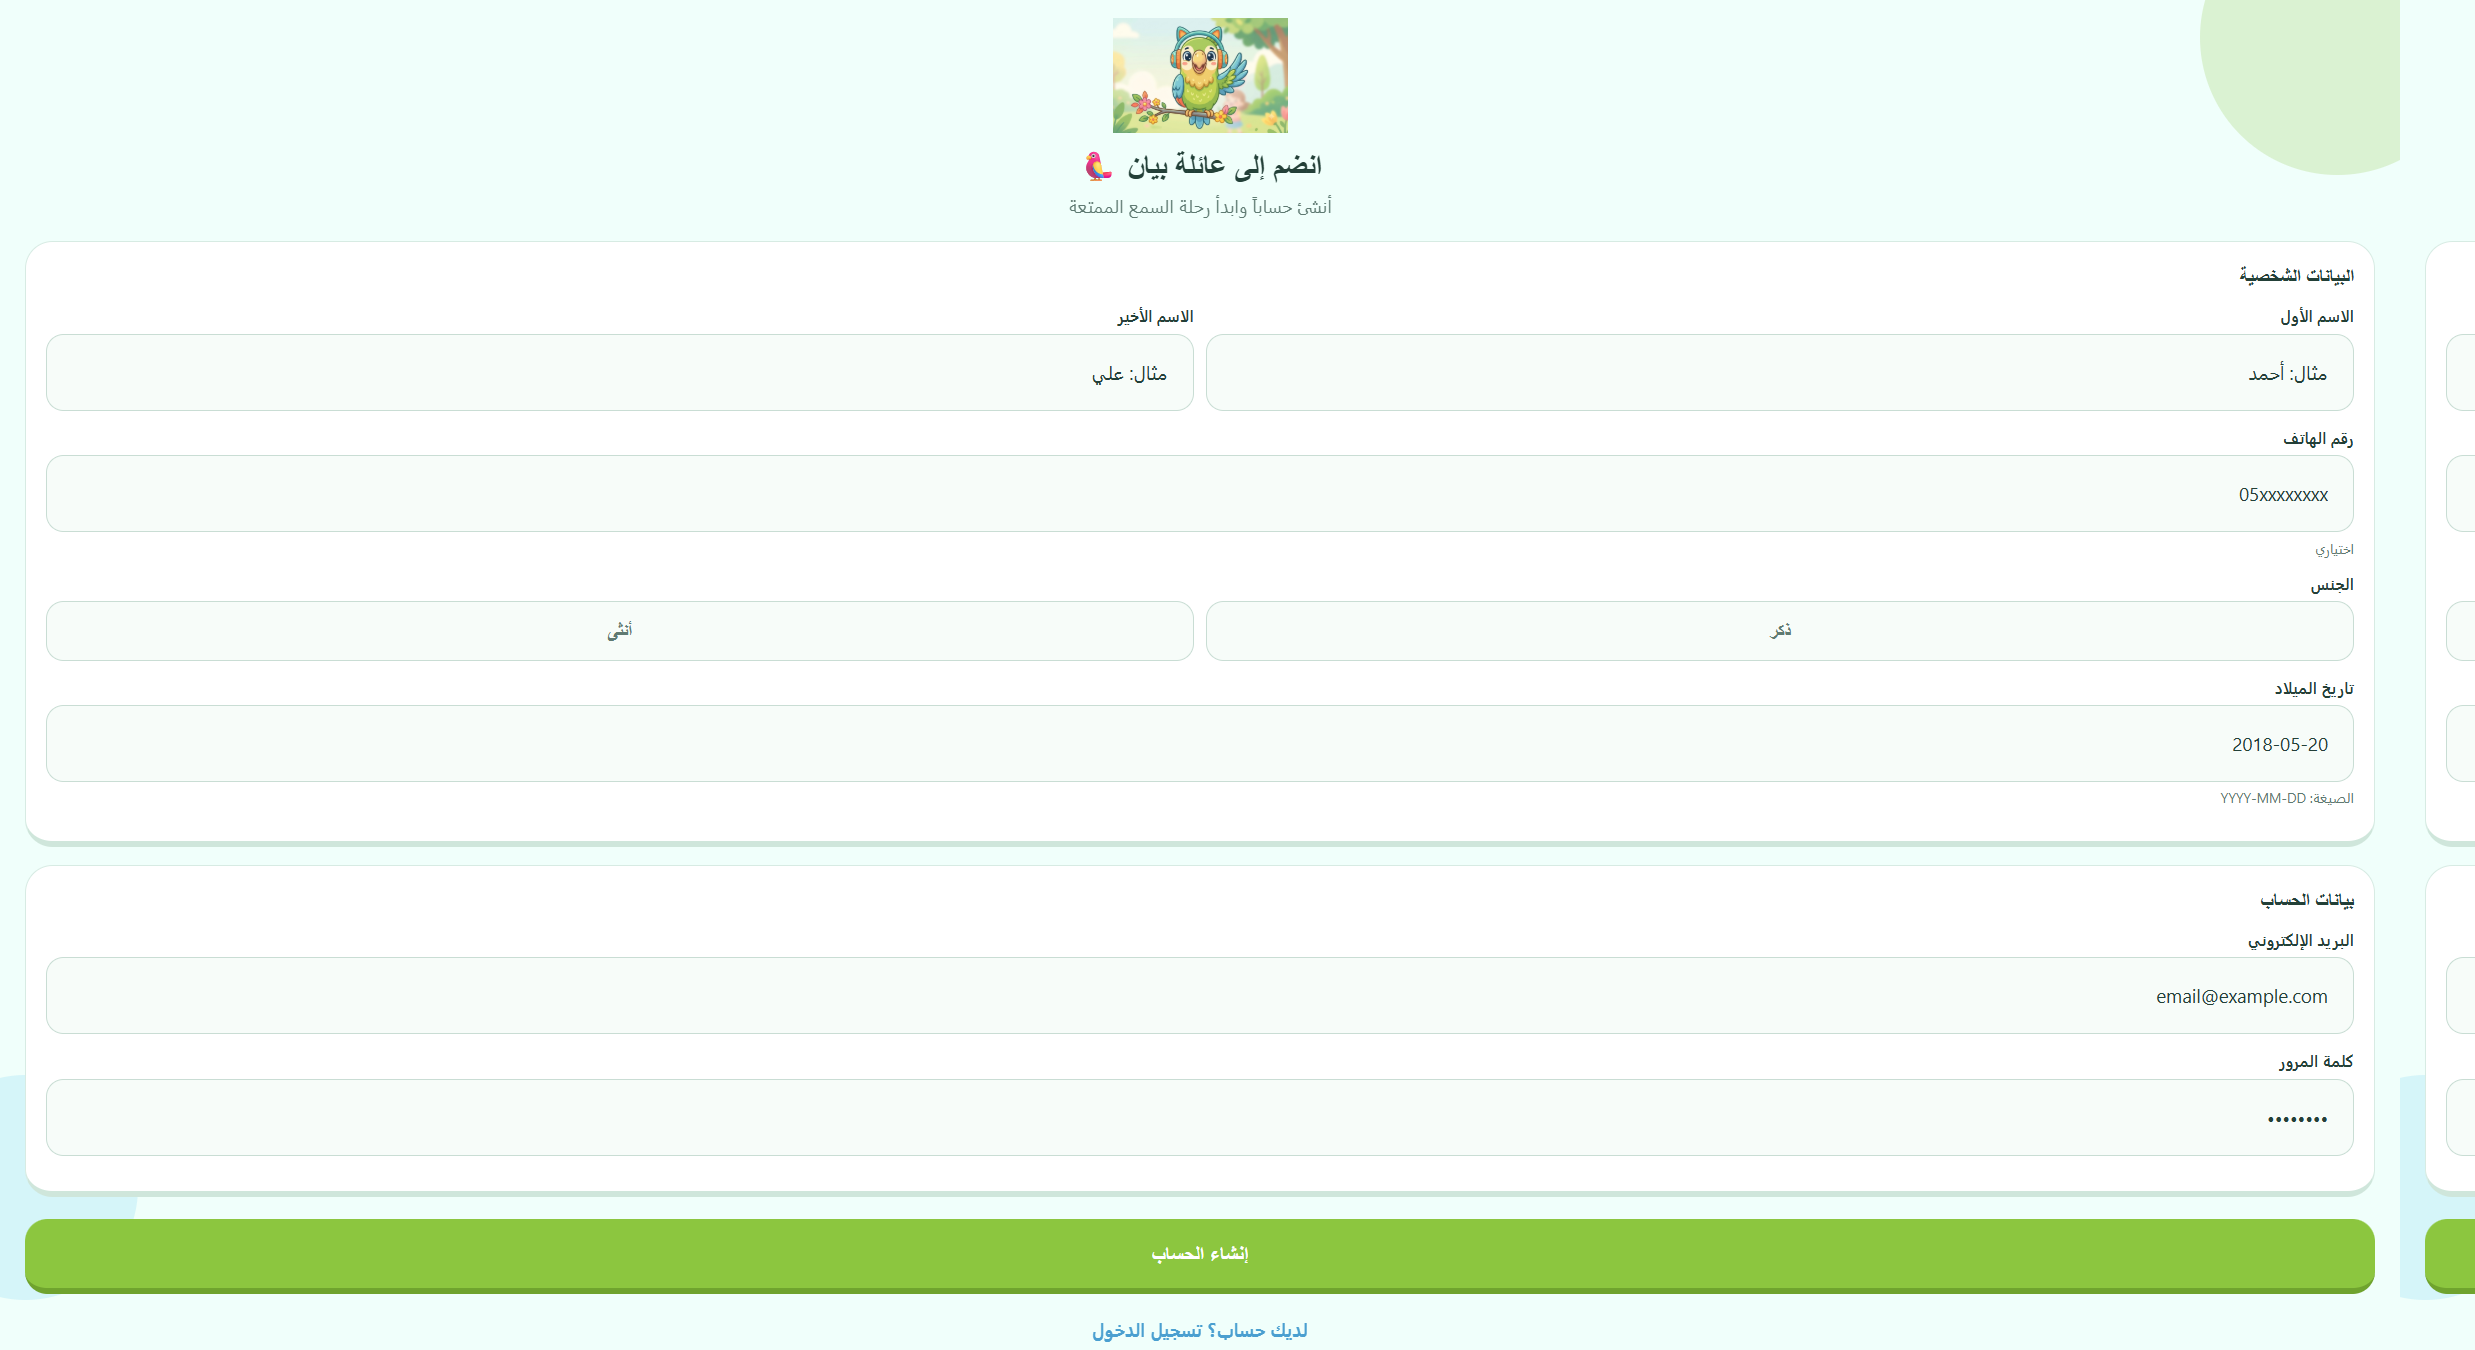 انضم إلى عائلة بيان 🦜
أنشئ حساباً وابدأ رحلة السمع الممتعة
البيانات الشخصية
الاسم الأول
الاسم الأخير
مثال: أحمد
مثال: علي
رقم الهاتف
05xxxxxxxx
اختياري
الجنس
ذكر
أنثى
تاريخ الميلاد
2018-05-20
الصيغة: YYYY-MM-DD
بيانات الحساب
البريد الإلكتروني
email@example.com
كلمة المرور
••••••••
إنشاء الحساب
لديك حساب؟ تسجيل الدخول